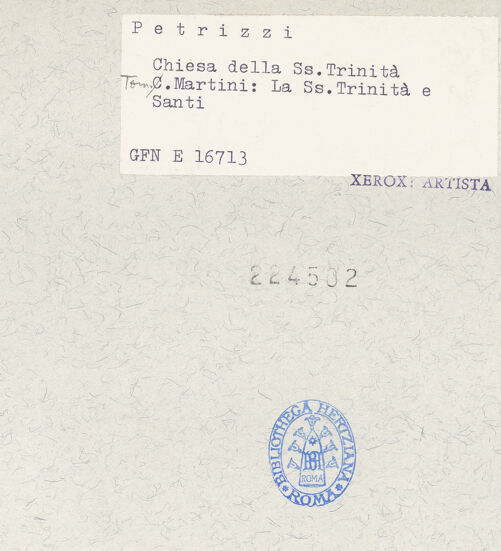 Petrizzi
Chiesa della Ss.Trinità
Tom. C.Martini: La Ss.Trinità e
Santi
GFN E 16713
XEROX: ARTISTA
224502
BIBLIOTHECA HERTZIANA
ROMA
ROMA